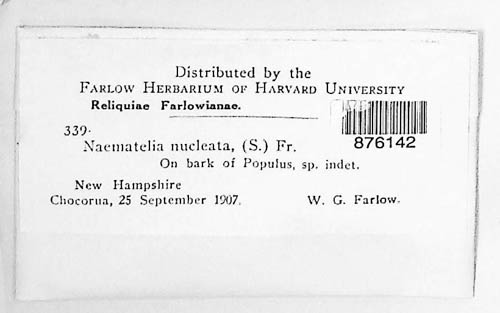 Distributed by the
FARLOW HERBARIUM OF HARVARD UNIVERSITY
Reliquiae Farlowianae.
339.
876142
Naematelia nucleata, (S.) Fr.
On bark of Populus, sp. indet.
New Hampshire
Chocorua, 25 September 1907.
W. G. Farlow.